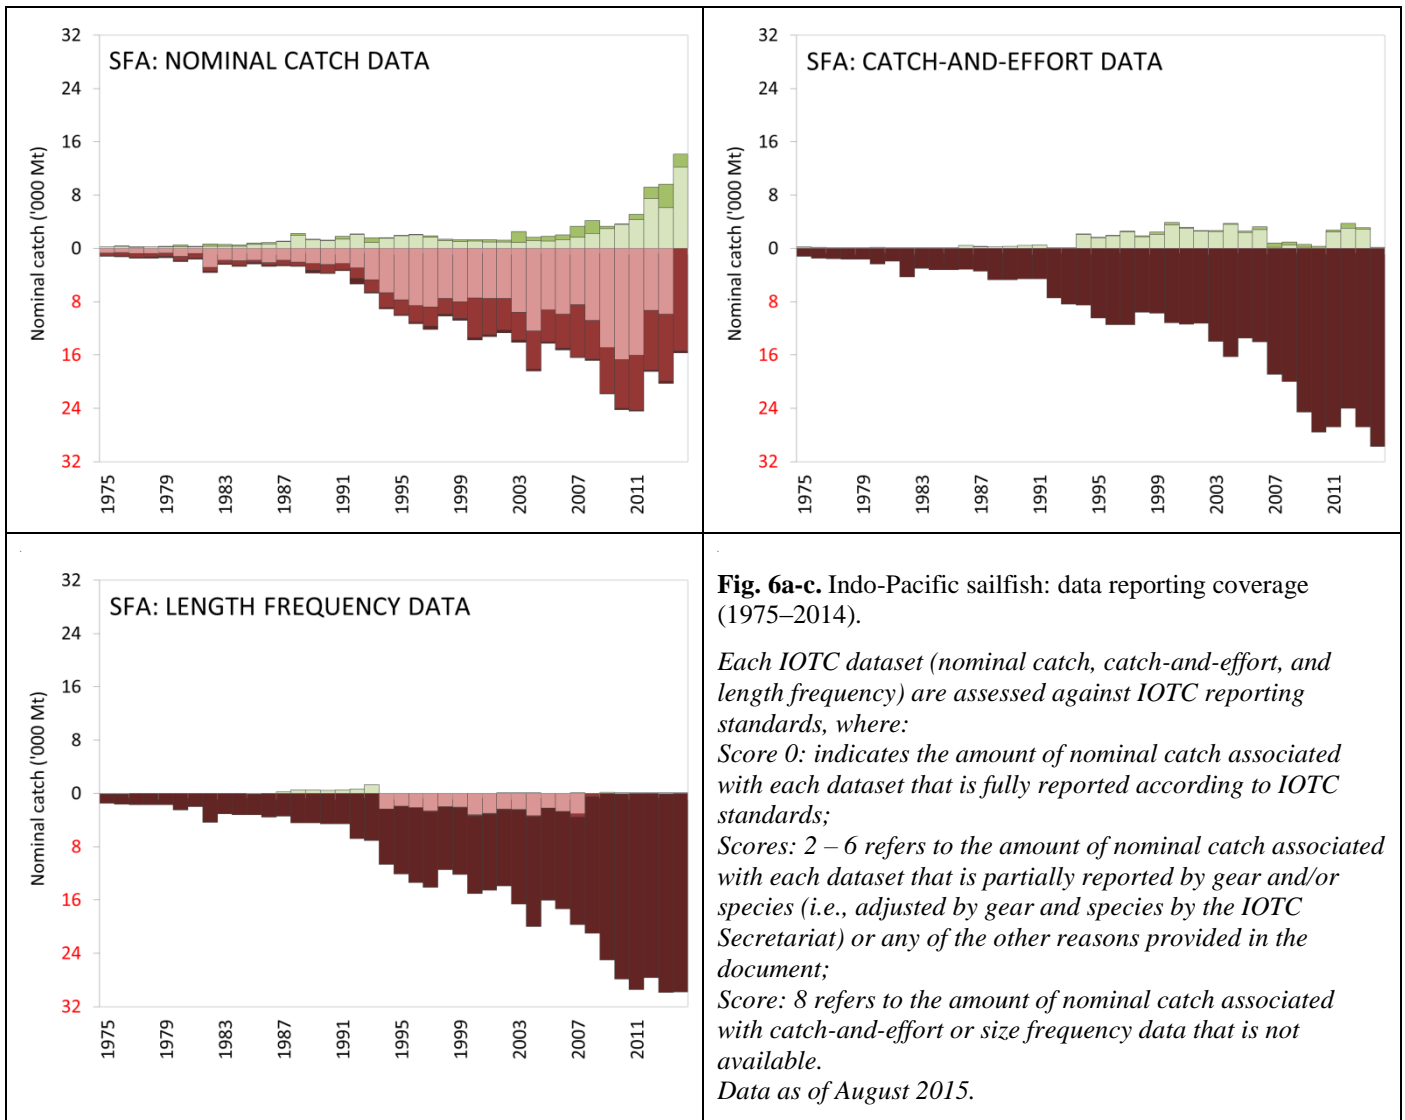 SFA: NOMINAL CATCH DATA
Nominal catch ('000 Mt)
32
24
16
8
0
8
16
24
32
1975
1979
1983
1987
1991
1995
1999
2003
2007
2011
SFA: CATCH-AND-EFFORT DATA
Nominal catch ('000 Mt)
32
24
16
8
0
8
16
24
32
1975
1979
1983
1987
1991
1995
1999
2003
2007
2011
SFA: LENGTH FREQUENCY DATA
Nominal catch ('000 Mt)
32
24
16
8
0
8
16
24
32
1975
1979
1983
1987
1991
1995
1999
2003
2007
2011
Fig. 6a-c. Indo-Pacific sailfish: data reporting coverage
(1975–2014).
Each IOTC dataset (nominal catch, catch-and-effort, and
length frequency) are assessed against IOTC reporting
standards, where:
Score 0: indicates the amount of nominal catch associated
with each dataset that is fully reported according to IOTC
standards;
Scores: 2 – 6 refers to the amount of nominal catch associated
with each dataset that is partially reported by gear and/or
species (i.e., adjusted by gear and species by the IOTC
Secretariat) or any of the other reasons provided in the
document;
Score: 8 refers to the amount of nominal catch associated
with catch-and-effort or size frequency data that is not
available.
Data as of August 2015.